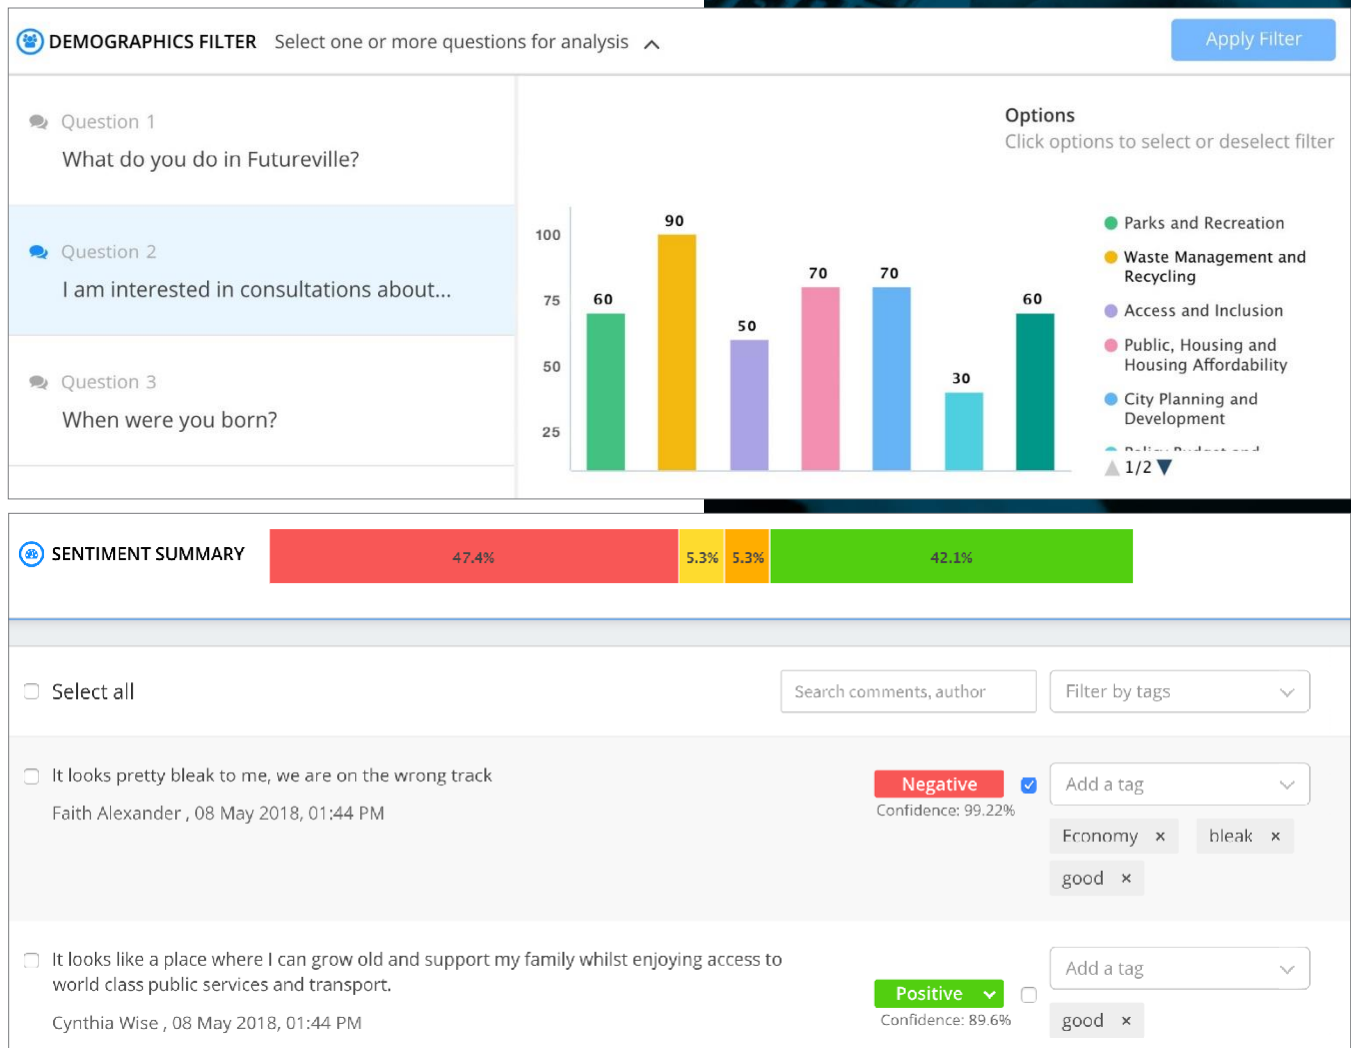 DEMOGRAPHICS FILTER Select one or more questions for analysis
Apply Filter
Question 1
What do you do in Futureville?
Question 2
I am interested in consultations about...
Question 3
When were you born?
Options
Click options to select or deselect filter
100
75
50
25
60
90
50
70
70
30
60
Parks and Recreation
Waste Management and
Recycling
Access and Inclusion
Public, Housing and
Housing Affordability
City Planning and
Development
Policy Budget and
1/2
SENTIMENT SUMMARY
47.4% 5.3% 5.3% 42.1%
Select all
Search comments, author
Filter by tags
It looks pretty bleak to me, we are on the wrong track
Faith Alexander , 08 May 2018, 01:44 PM
Negative
Confidence: 99.22%
Add a tag
Economy × bleak ×
good ×
It looks like a place where I can grow old and support my family whilst enjoying access to
world class public services and transport.
Cynthia Wise , 08 May 2018, 01:44 PM
Positive
Confidence: 89.6%
Add a tag
good ×